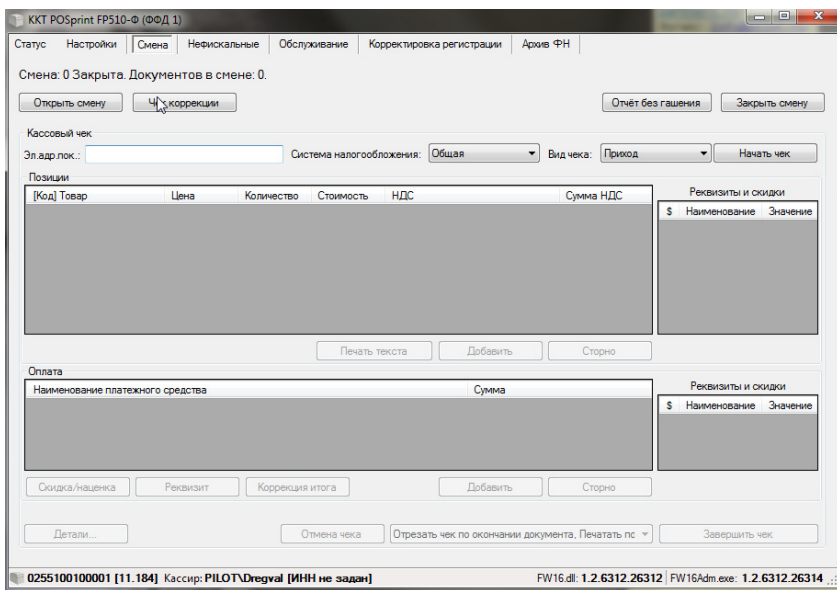 ККТ POSprint FP510-Ф (ФФД 1)
Статус Настройки Смена Нефискальные Обслуживание Корректировка регистрации Архив ФН
Смена: 0 Закрыта. Документов в смене: 0.
Открыть смену коррекции Отчёт без гашения Закрыть смену
Кассовый чек
Эл.адр.пок.: Система налогообложения: Общая Вид чека: Приход Начать чек
Позиции
[Код] Товар Цена Количество Стоимость НДС Сумма НДС
Реквизиты и скидки
$ Наименование Значение
Печать текста Добавить Сторно
Оплата
Наименование платежного средства Сумма
Реквизиты и скидки
$ Наименование Значение
Скидка/наценка Реквизит Коррекция итога Добавить Сторно
Детали... Отмена чека Отрезать чек по окончании документа, Печатать пс Завершить чек
0255100100001 [11.184] Кассир: PILOT\Dregval [ИНН не задан] FW16.dll: 1.2.6312.26312 FW16Adm.exe: 1.2.6312.26314